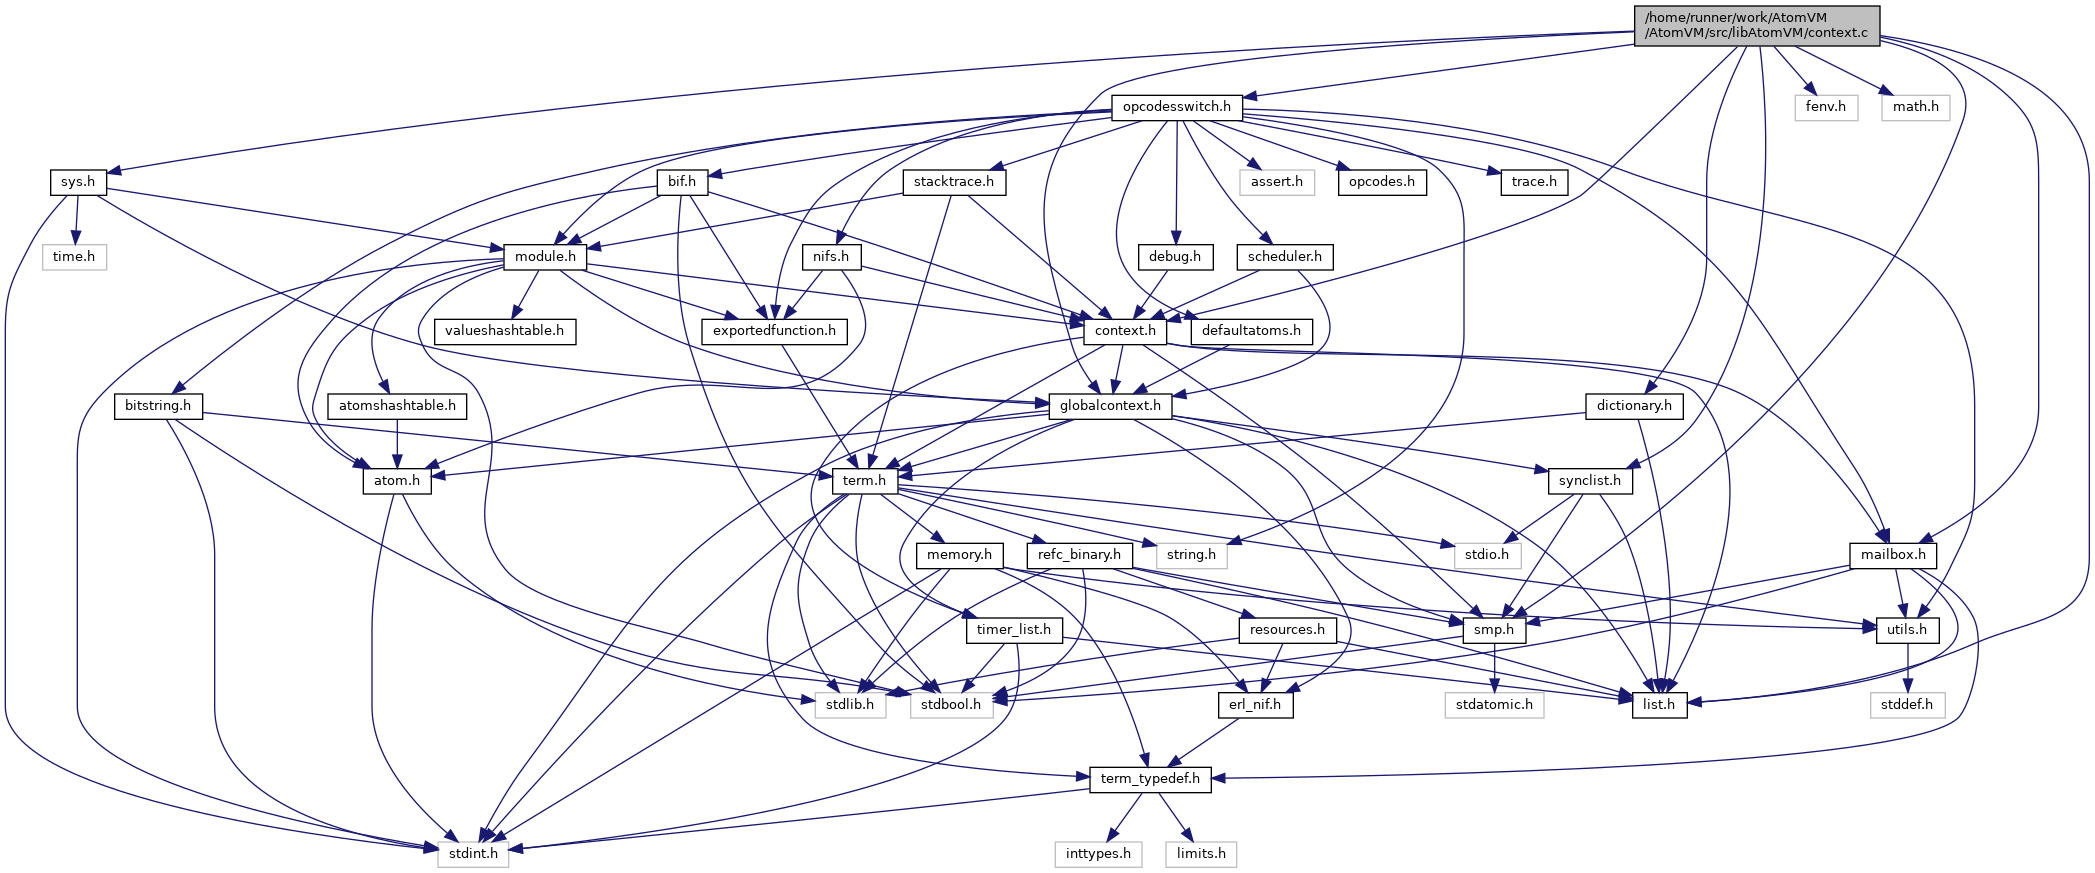 /home/runner/work/AtomVM
/AtomVM/src/libAtomVM/context.c
opcodesswitch.h
fenv.h
math.h
sys.h
bif.h
stacktrace.h
assert.h
opcodes.h
trace.h
time.h
module.h
nifs.h
debug.h
scheduler.h
valueshashtable.h
exportedfunction.h
context.h
defaultatoms.h
bitstring.h
atomshashtable.h
globalcontext.h
dictionary.h
atom.h
term.h
synclist.h
memory.h
refc_binary.h
string.h
stdio.h
mailbox.h
timer_list.h
resources.h
smp.h
utils.h
stdlib.h
stdbool.h
erl_nif.h
stdatomic.h
list.h
stddef.h
term_typedef.h
stdint.h
inttypes.h
limits.h